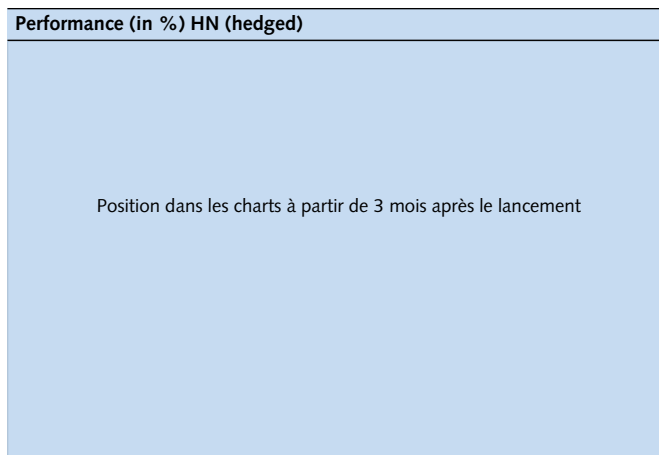 Performance (in %) HN (hedged)
Position dans les charts à partir de 3 mois après le lancement